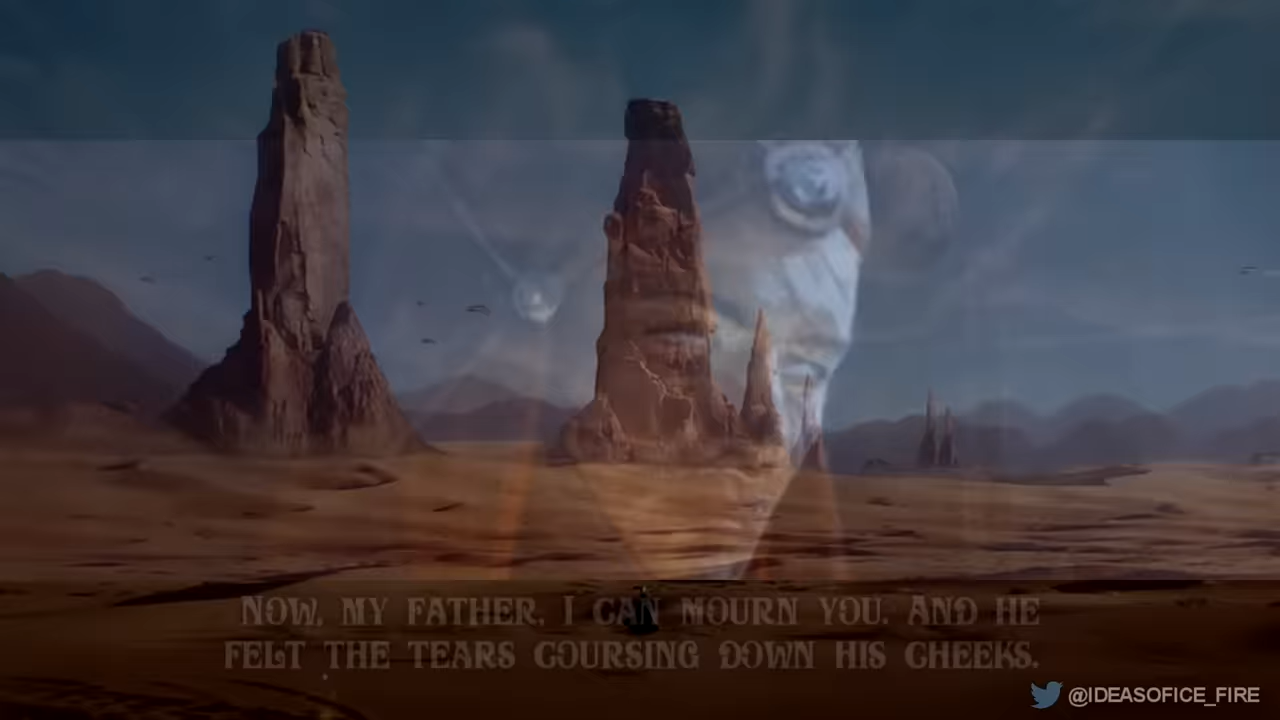 NOW, MY FATHER, I CAN MOURN YOU. AND HE
FELT THE TEARS COURSING DOWN HIS CHEEKS.
@IDEASOFICE_FIRE